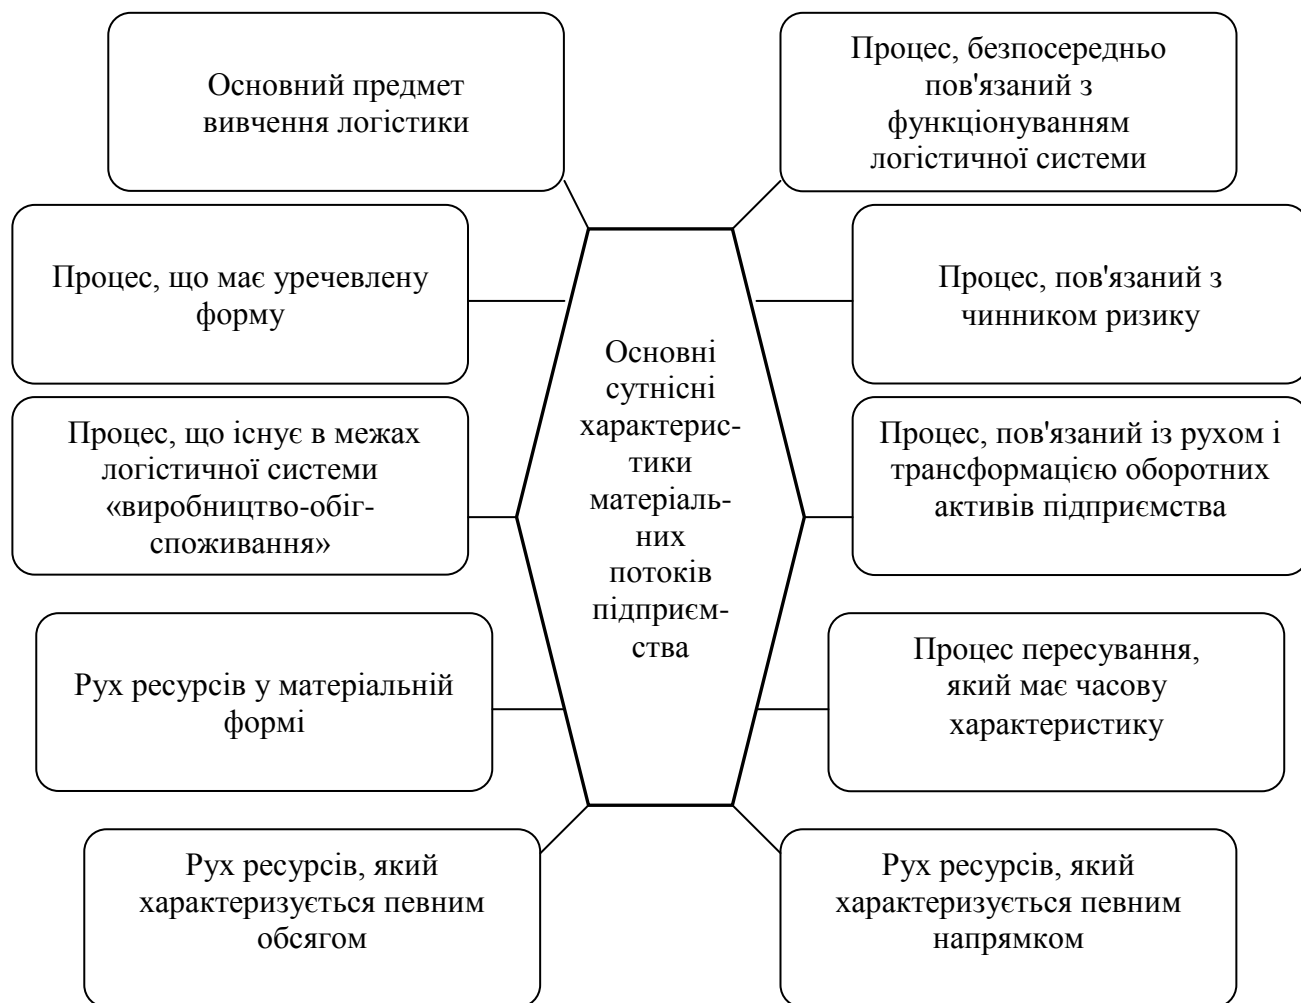 Основний предмет
вивчення логістики
Процес, безпосередньо
пов'язаний з
функціонуванням
логістичної системи
Процес, що має уречевлену
форму
Процес, пов'язаний з
чинником ризику
Процес, що існує в межах
логістичної системи
«виробництво-обіг-
споживання»
Основні
сутнісні
характерис-
тики
матеріаль-
них
потоків
підприєм-
ства
Процес, пов'язаний із рухом і
трансформацією оборотних
активів підприємства
Рух ресурсів у матеріальній
формі
Процес пересування,
який має часову
характеристику
Рух ресурсів, який
характеризується певним
обсягом
Рух ресурсів, який
характеризується певним
напрямком